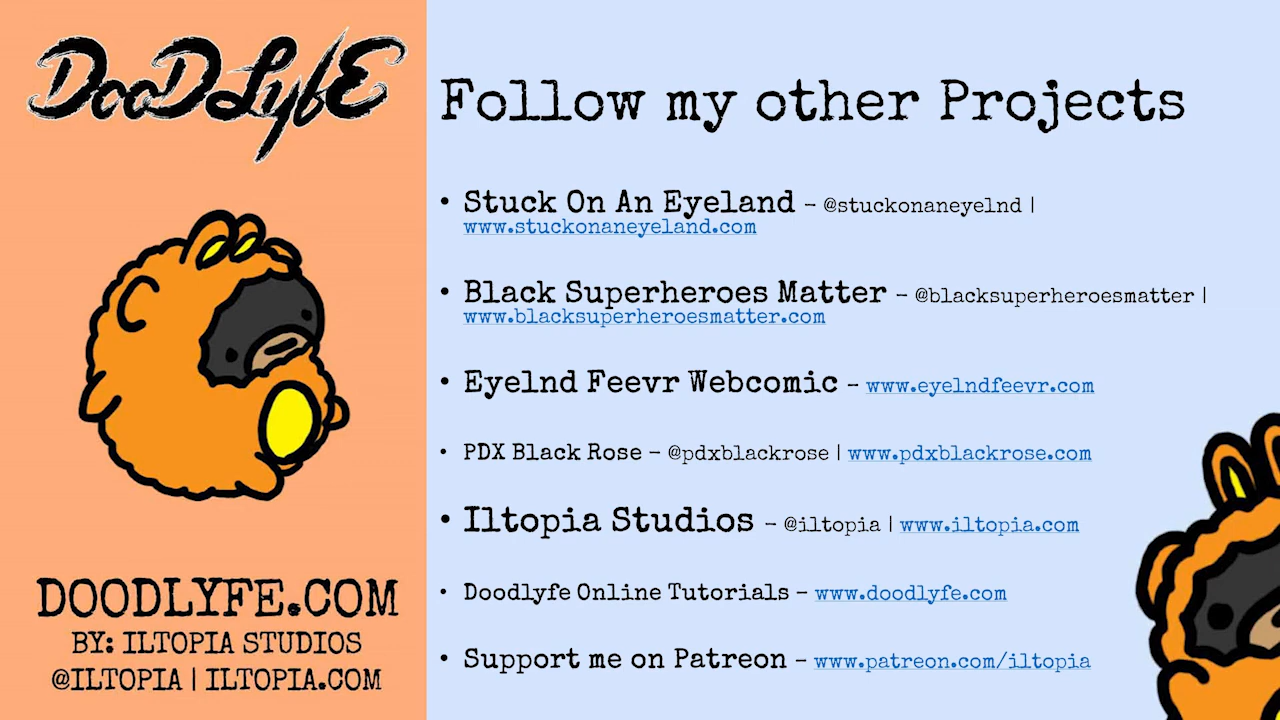 DooDLyfE
DOODLYFE.COM
BY: ILTOPIA STUDIOS
@ILTOPIA | ILTOPIA.COM
Follow my other Projects
• Stuck On An Eyeland – @stuckonaneyelnd |
www.stuckonaneyeland.com
• Black Superheroes Matter – @blacksuperheroesmatter |
www.blacksuperheroesmatter.com
• Eyelnd Feevr Webcomic – www.eyelndfeevr.com
• PDX Black Rose – @pdxblackrose | www.pdxblackrose.com
• Iltopia Studios – @iltopia | www.iltopia.com
• Doodlyfe Online Tutorials – www.doodlyfe.com
• Support me on Patreon – www.patreon.com/iltopia